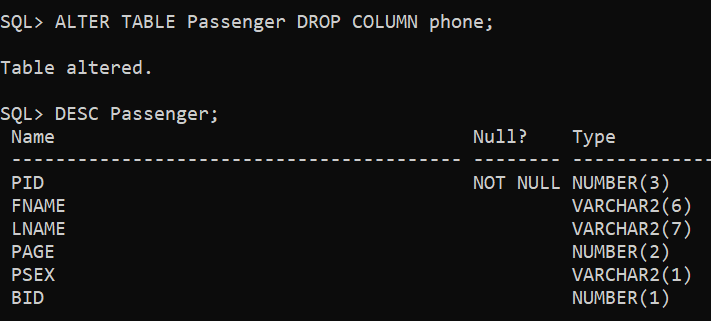 SQL> ALTER TABLE Passenger DROP COLUMN phone;
Table altered.
SQL> DESC Passenger;
Name Null? Type
----------------------------------------- -------- -------------
PID NOT NULL NUMBER(3)
FNAME VARCHAR2(6)
LNAME VARCHAR2(7)
PAGE NUMBER(2)
PSEX VARCHAR2(1)
BID NUMBER(1)